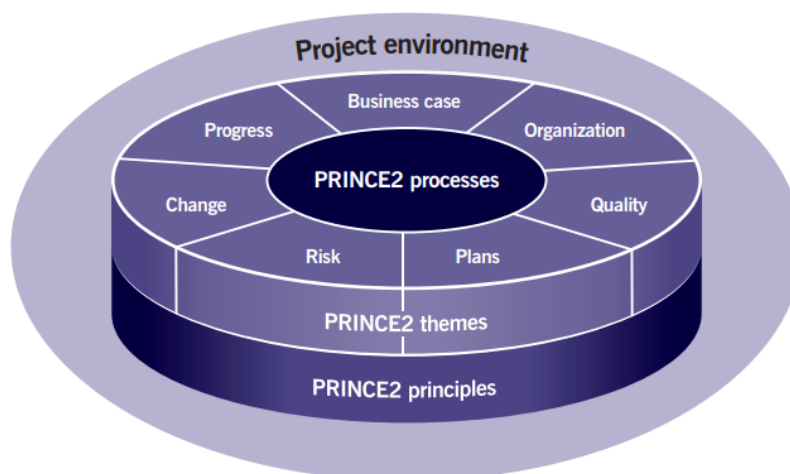 Project environment
Business case
Progress
Organization
PRINCE2 processes
Change
Quality
Risk
Plans
PRINCE2 themes
PRINCE2 principles